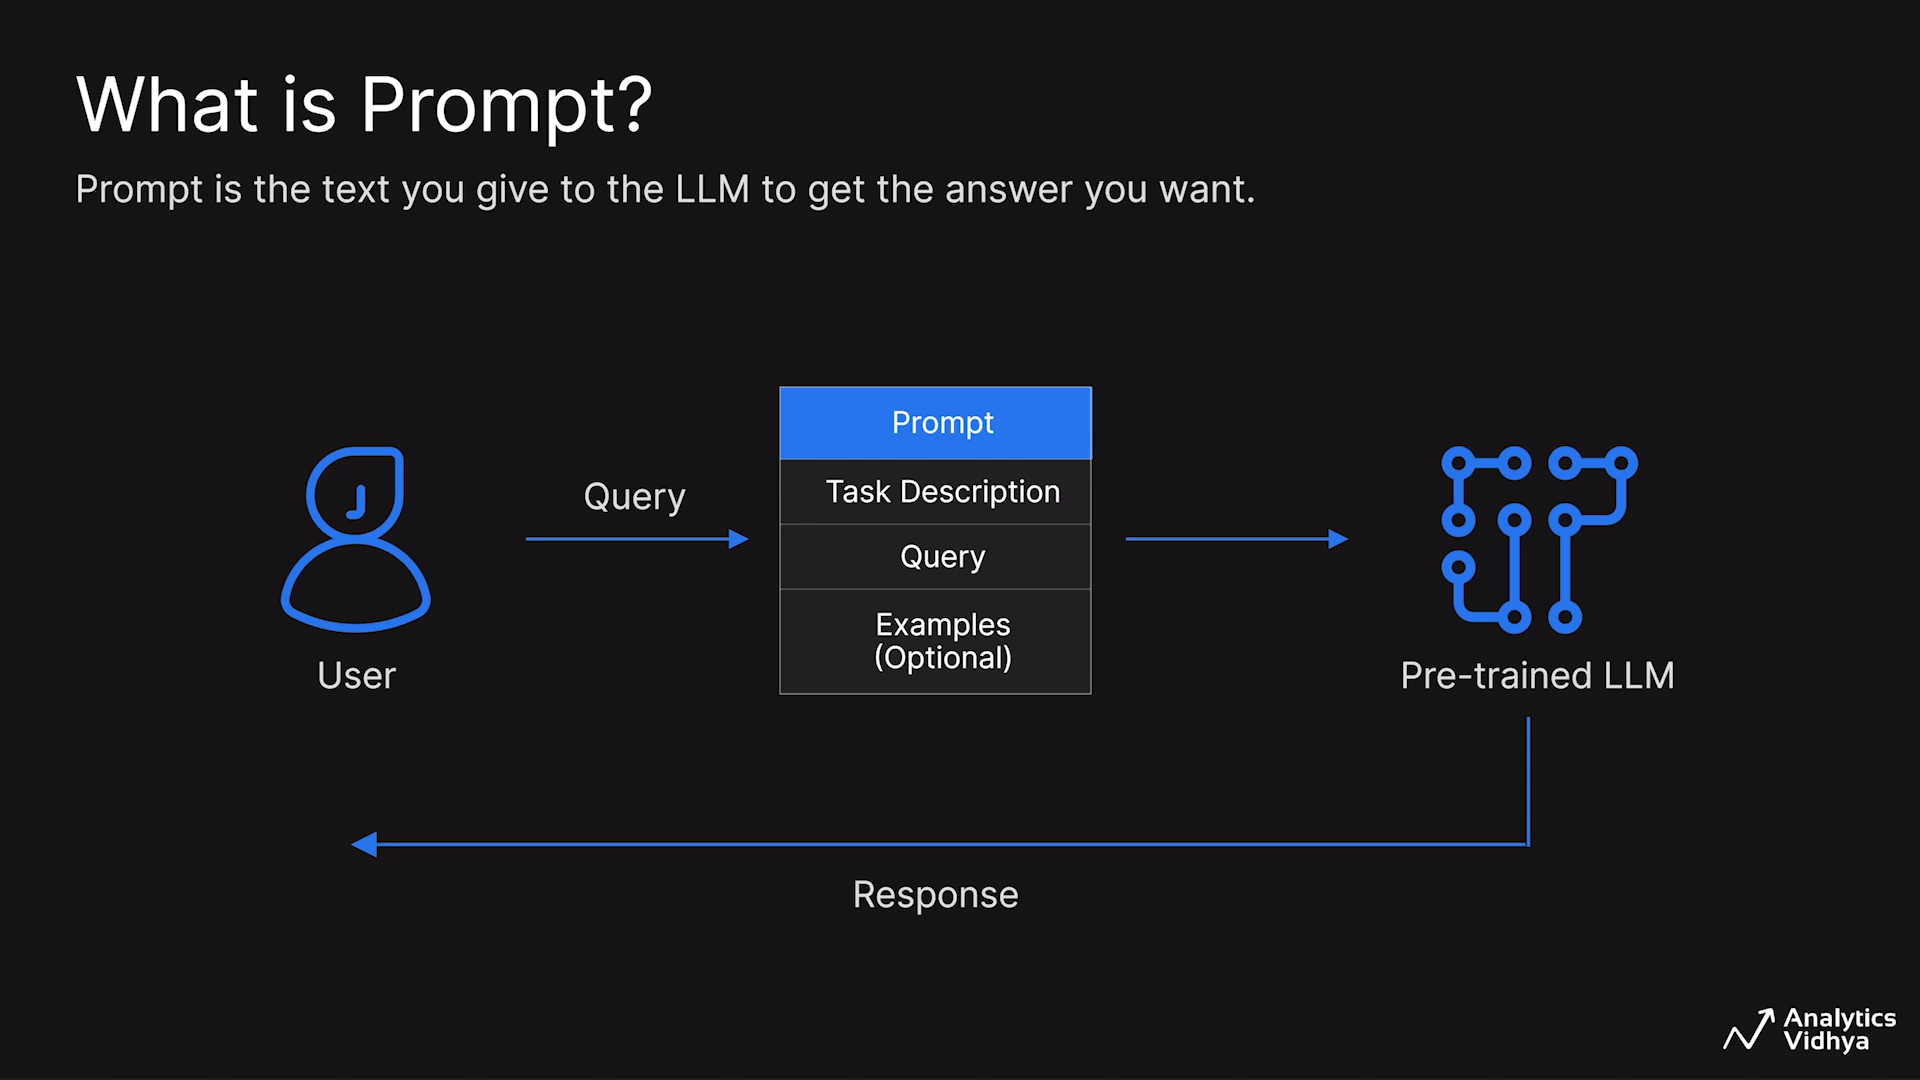 What is Prompt?
Prompt is the text you give to the LLM to get the answer you want.
Prompt
Task Description
Query
Query
Examples
(Optional)
User
Pre-trained LLM
Response
Analytics
Vidhya